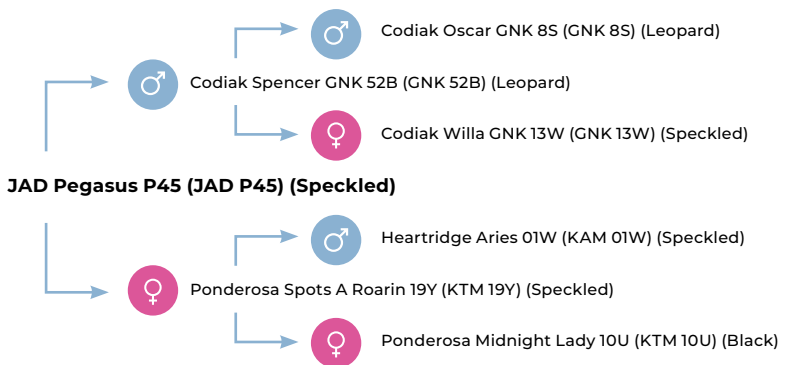 Codiak Oscar GNK 8S (GNK 8S) (Leopard)
Codiak Spencer GNK 52B (GNK 52B) (Leopard)
Codiak Willa GNK 13W (GNK 13W) (Speckled)
JAD Pegasus P45 (JAD P45) (Speckled)
Heartridge Aries 01W (KAM 01W) (Speckled)
Ponderosa Spots A Roarin 19Y (KTM 19Y) (Speckled)
Ponderosa Midnight Lady 10U (KTM 10U) (Black)